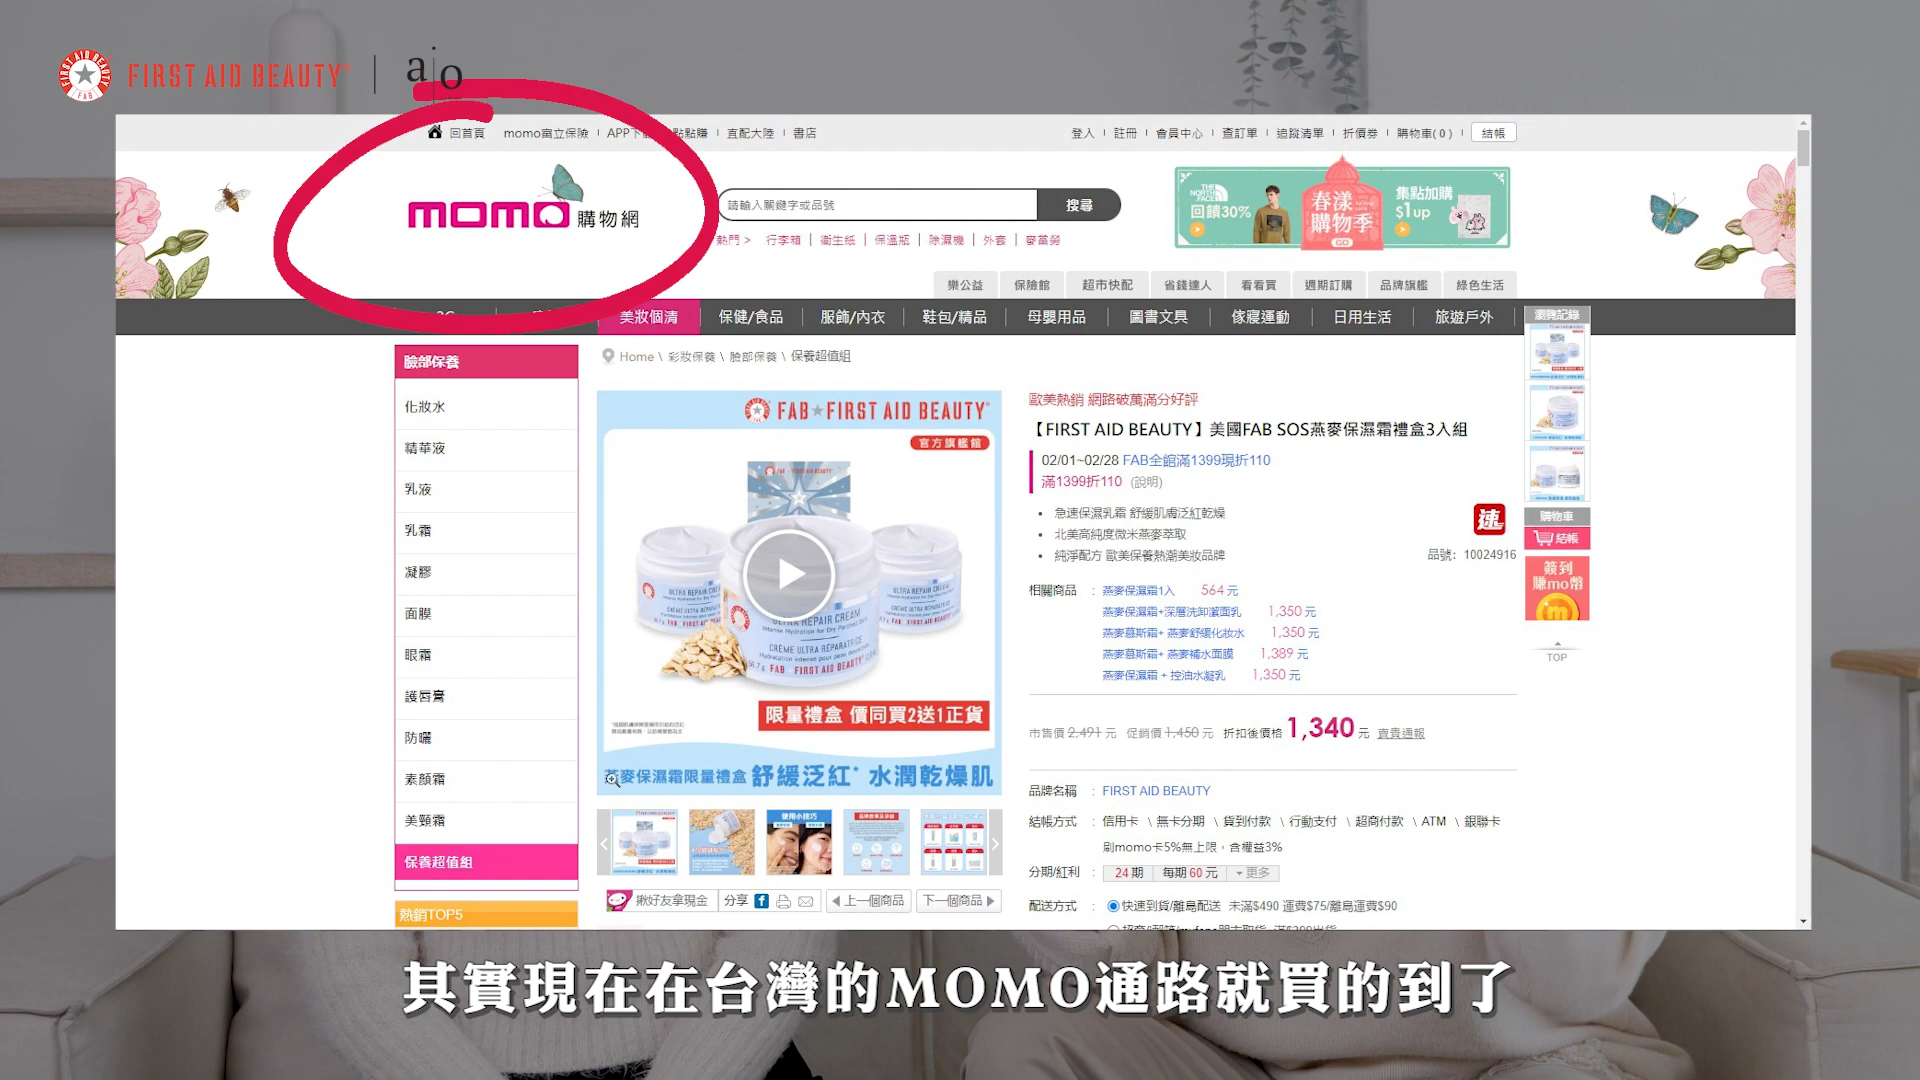 FIRST AID BEAUTY
FAB
FIRST AID BEAUTY
a o
回首頁
momo富立保險
APP下
點點賺
直配大陸
書店
登入
註冊
會員中心
查訂單
追蹤清單
折價券
購物車(0)
結帳
momo購物網
請輸入關鍵字或品號
搜尋
熱門 >
行李箱
衛生紙
保溫瓶
除濕機
外套
麥當勞
THE NORTH FACE
回饋30%
春漾
購物季
GO
集點加購
$1up
樂公益
保險館
超市快配
省錢達人
看看買
週期訂購
品牌旗艦
綠色生活
美妝個清
保健/食品
服飾/內衣
鞋包/精品
母嬰用品
圖書文具
傢寢運動
日用生活
旅遊戶外
瀏覽記錄
臉部保養
化妝水
精華液
乳液
乳霜
凝膠
面膜
眼霜
護唇膏
防曬
素顏霜
美頸霜
保養超值組
熱銷TOP5
Home \ 彩妝保養 \ 臉部保養 \ 保養超值組
FAB★FIRST AID BEAUTY
官方旗艦館
ULTRA REPAIR CREAM
Intense Hydration for Dry Parched Skin
CRÈME ULTRA RÉPARATRICE
FAB FIRST AID BEAUTY
限量禮盒 價同買2送1正貨
燕麥保濕霜限量禮盒 舒緩泛紅* 水潤乾燥肌
使用小技巧
揪好友拿現金
分享
上一個商品
下一個商品
歐美熱銷 網路破萬滿分好評
【FIRST AID BEAUTY】美國FAB SOS燕麥保濕霜禮盒3入組
02/01~02/28 FAB全館滿1399現折110
滿1399折110 (說明)
急速保濕乳霜 舒緩肌膚泛紅乾燥
北美高純度微米燕麥萃取
純淨配方 歐美保養熱潮美妝品牌
速
品號: 10024916
相關商品 : 燕麥保濕霜1入 564 元
燕麥保濕霜+深層洗卸潔面乳 1,350 元
燕麥慕斯霜+ 燕麥舒緩化妝水 1,350 元
燕麥慕斯霜+ 燕麥補水面膜 1,389 元
燕麥保濕霜 + 控油水凝乳 1,350 元
市售價 2,491 元 促銷價 1,450 元 折扣後價格 1,340 元 賣貴通報
品牌名稱 : FIRST AID BEAUTY
結帳方式 : 信用卡 \ 無卡分期 \ 貨到付款 \ 行動支付 \ 超商付款 \ ATM \ 銀聯卡
刷momo卡5%無上限，含權益3%
分期/紅利 : 24 期 每期 60 元 更多
配送方式 : 快速到貨/離島配送 未滿$490 運費$75/離島運費$90
購物車
結帳
簽到
賺mo幣
TOP
其實現在在台灣的MOMO通路就買的到了